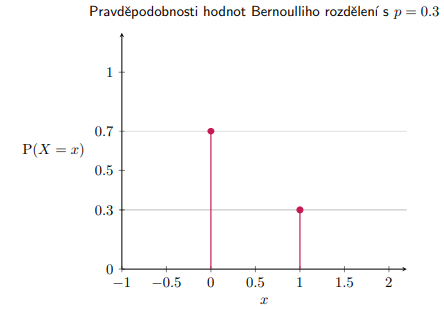 Pravděpodobnosti hodnot Bernoulliho rozdělení s p = 0.3
1
0.7
P(X = x)
0.5
0.3
0
−1 −0.5 0 0.5 1 1.5 2
x